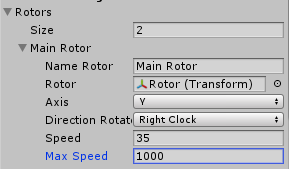 Rotors
Size 2
Main Rotor
Name Rotor Main Rotor
Rotor Rotor (Transform)
Axis Y
Direction Rotate Right Clock
Speed 35
Max Speed 1000